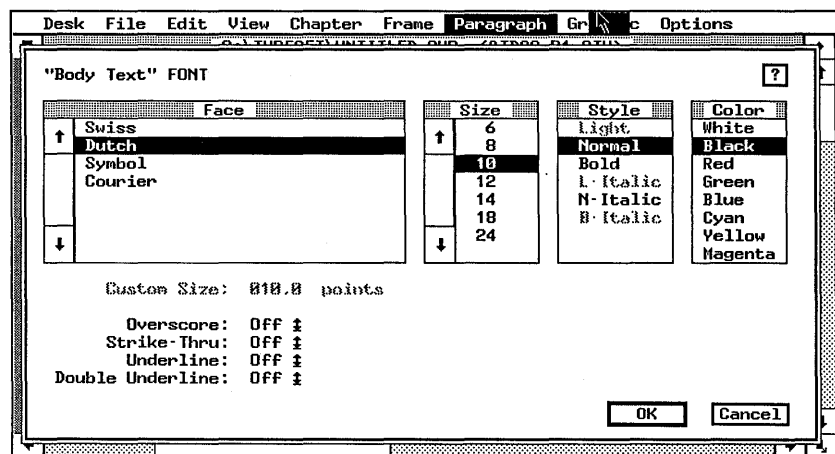 Desk File Edit View Chapter Frame Paragraph Gr c Options
"Body Text" FONT
?
Face
Swiss
Dutch
Symbol
Courier
Size
6
8
10
12
14
18
24
Style
Light
Normal
Bold
L-Italic
N-Italic
B-Italic
Color
White
Black
Red
Green
Blue
Cyan
Yellow
Magenta
Custom Size: 010.0 points
Overscore: Off
Strike-Thru: Off
Underline: Off
Double Underline: Off
OK
Cancel